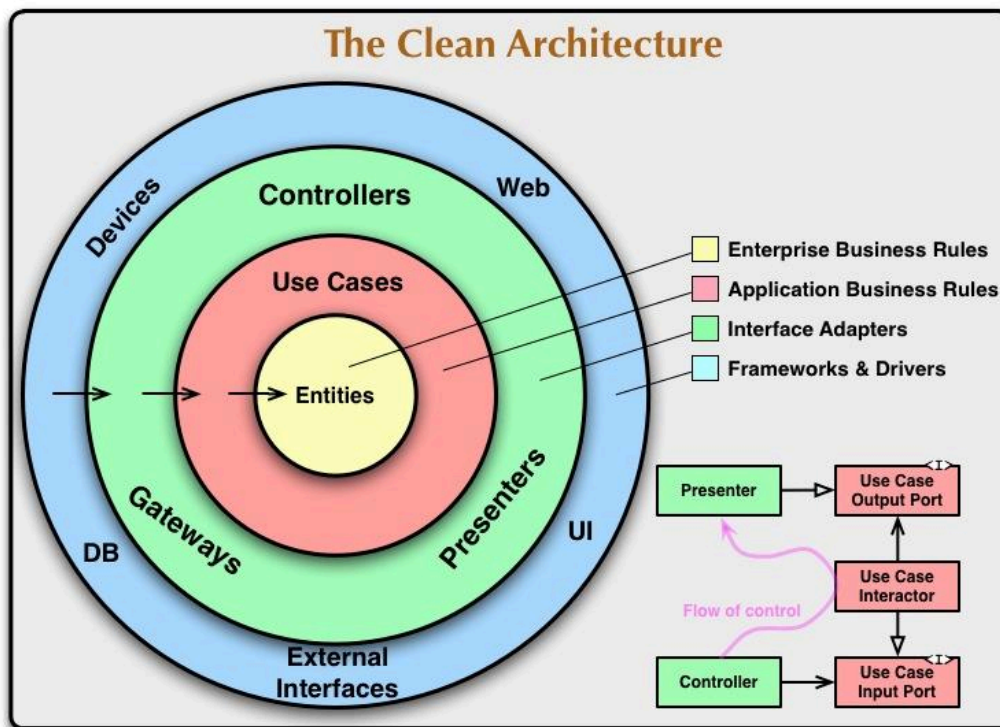 The Clean Architecture
Devices
Web
Controllers
Use Cases
Entities
Gateways
Presenters
DB
UI
External
Interfaces
Enterprise Business Rules
Application Business Rules
Interface Adapters
Frameworks & Drivers
Presenter
<I>
Use Case
Output Port
Use Case
Interactor
Flow of control
Controller
<I>
Use Case
Input Port